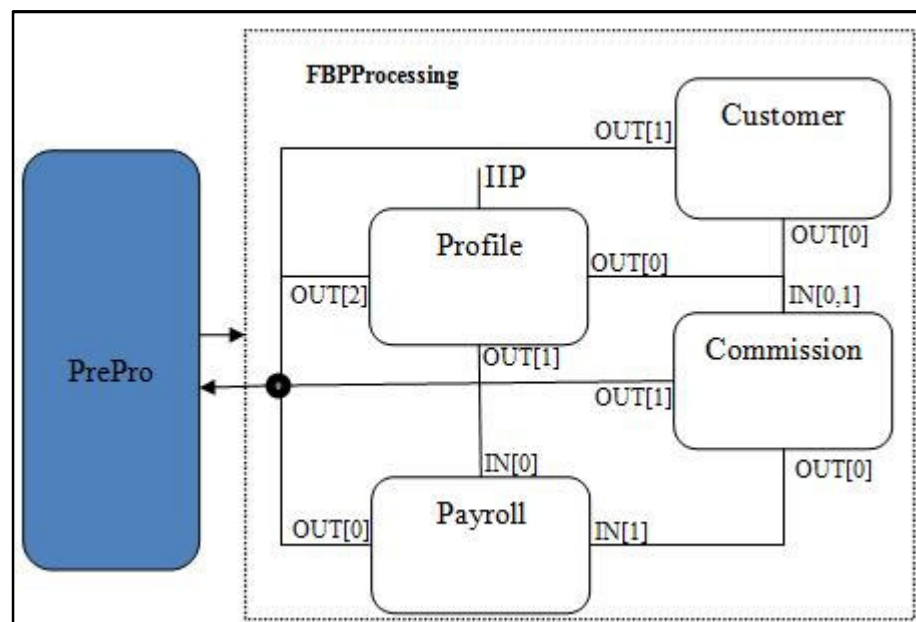 FBPProcessing
Customer
OUT[1]
IIP
OUT[0]
Profile
OUT[0]
OUT[2]
IN[0,1]
Commission
PrePro
OUT[1]
OUT[1]
IN[0]
OUT[0]
Payroll
OUT[0]
IN[1]